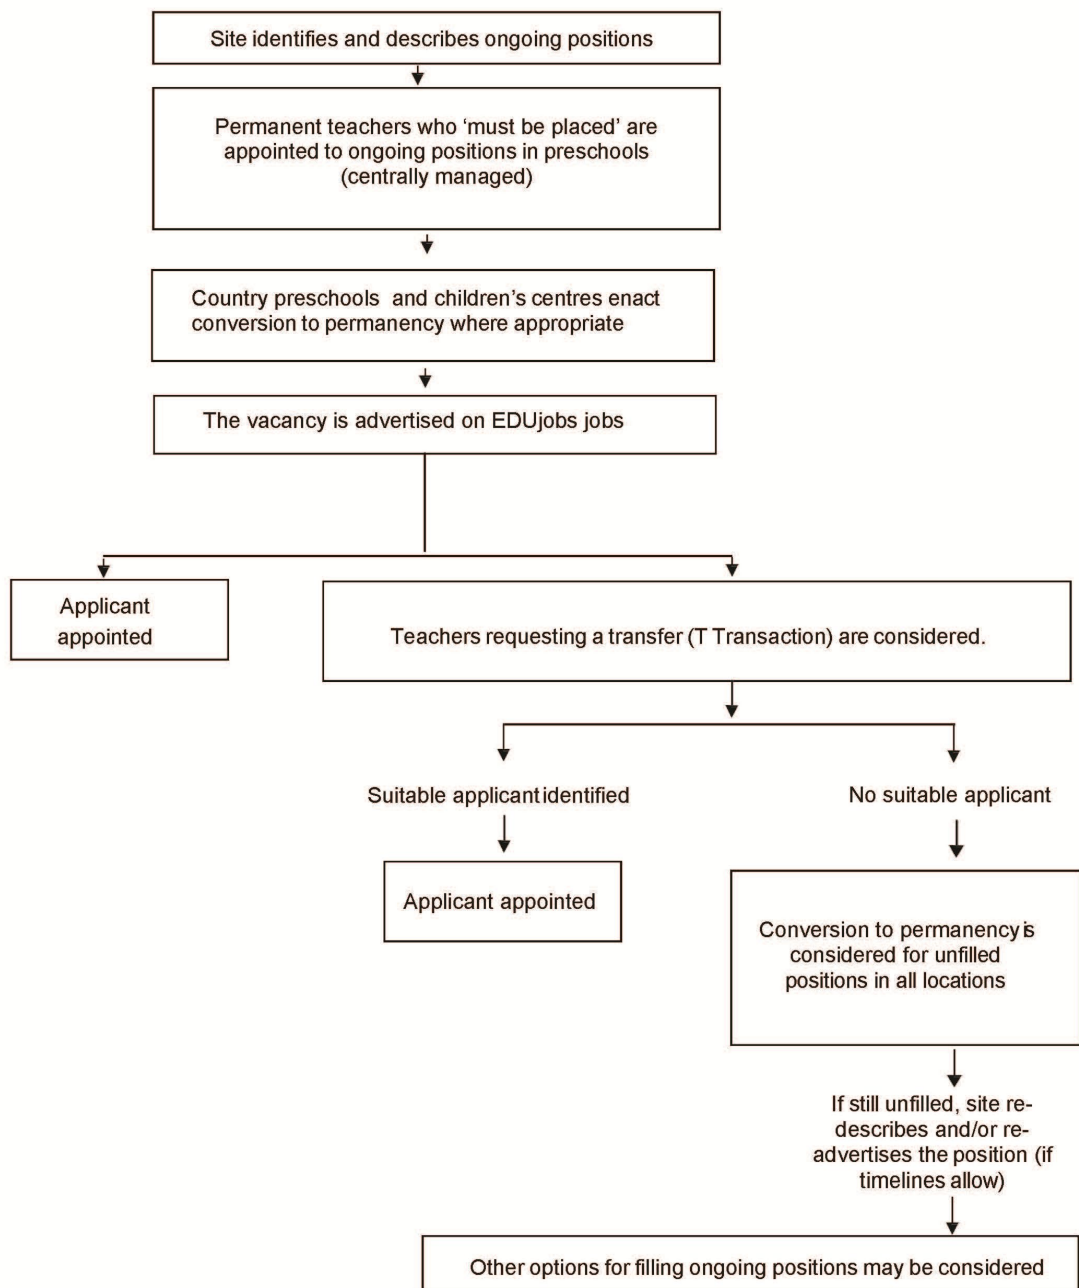 Site identifies and describes ongoing positions
Permanent teachers who ‘must be placed’ are
appointed to ongoing positions in preschools
(centrally managed)
Country preschools and children’s centres enact
conversion to permanency where appropriate
The vacancy is advertised on EDUjobs jobs
Applicant
appointed
Teachers requesting a transfer (T Transaction) are considered.
Suitable applicant identified
No suitable applicant
Applicant appointed
Conversion to permanency is
considered for unfilled
positions in all locations
If still unfilled, site re-
describes and/or re-
advertises the position (if
timelines allow)
Other options for filling ongoing positions may be considered